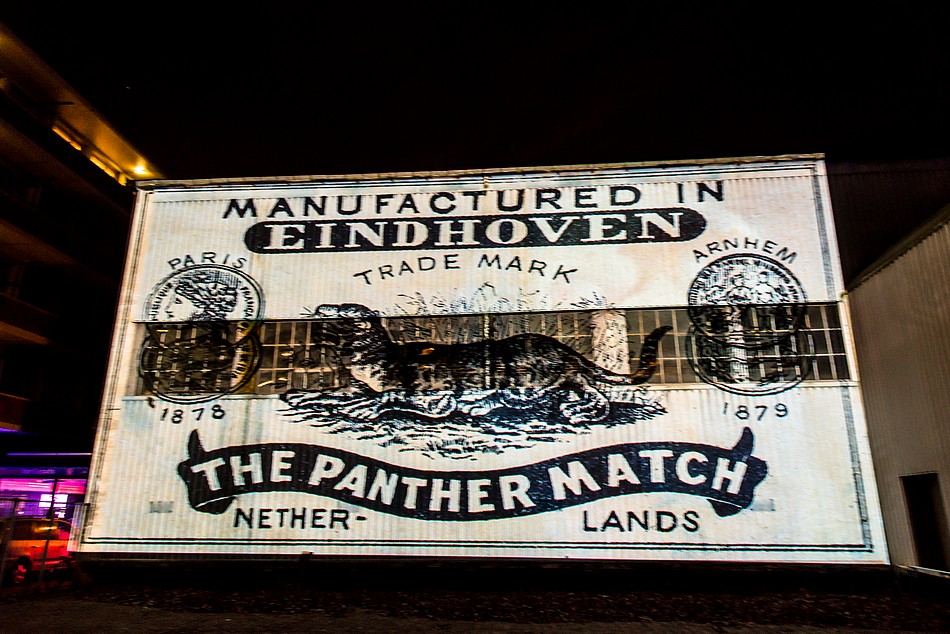 MANUFACTURED IN
EINDHOVEN
TRADE MARK
PARIS
ARNHEM
1878
1879
THE PANTHER MATCH
NETHER-
LANDS